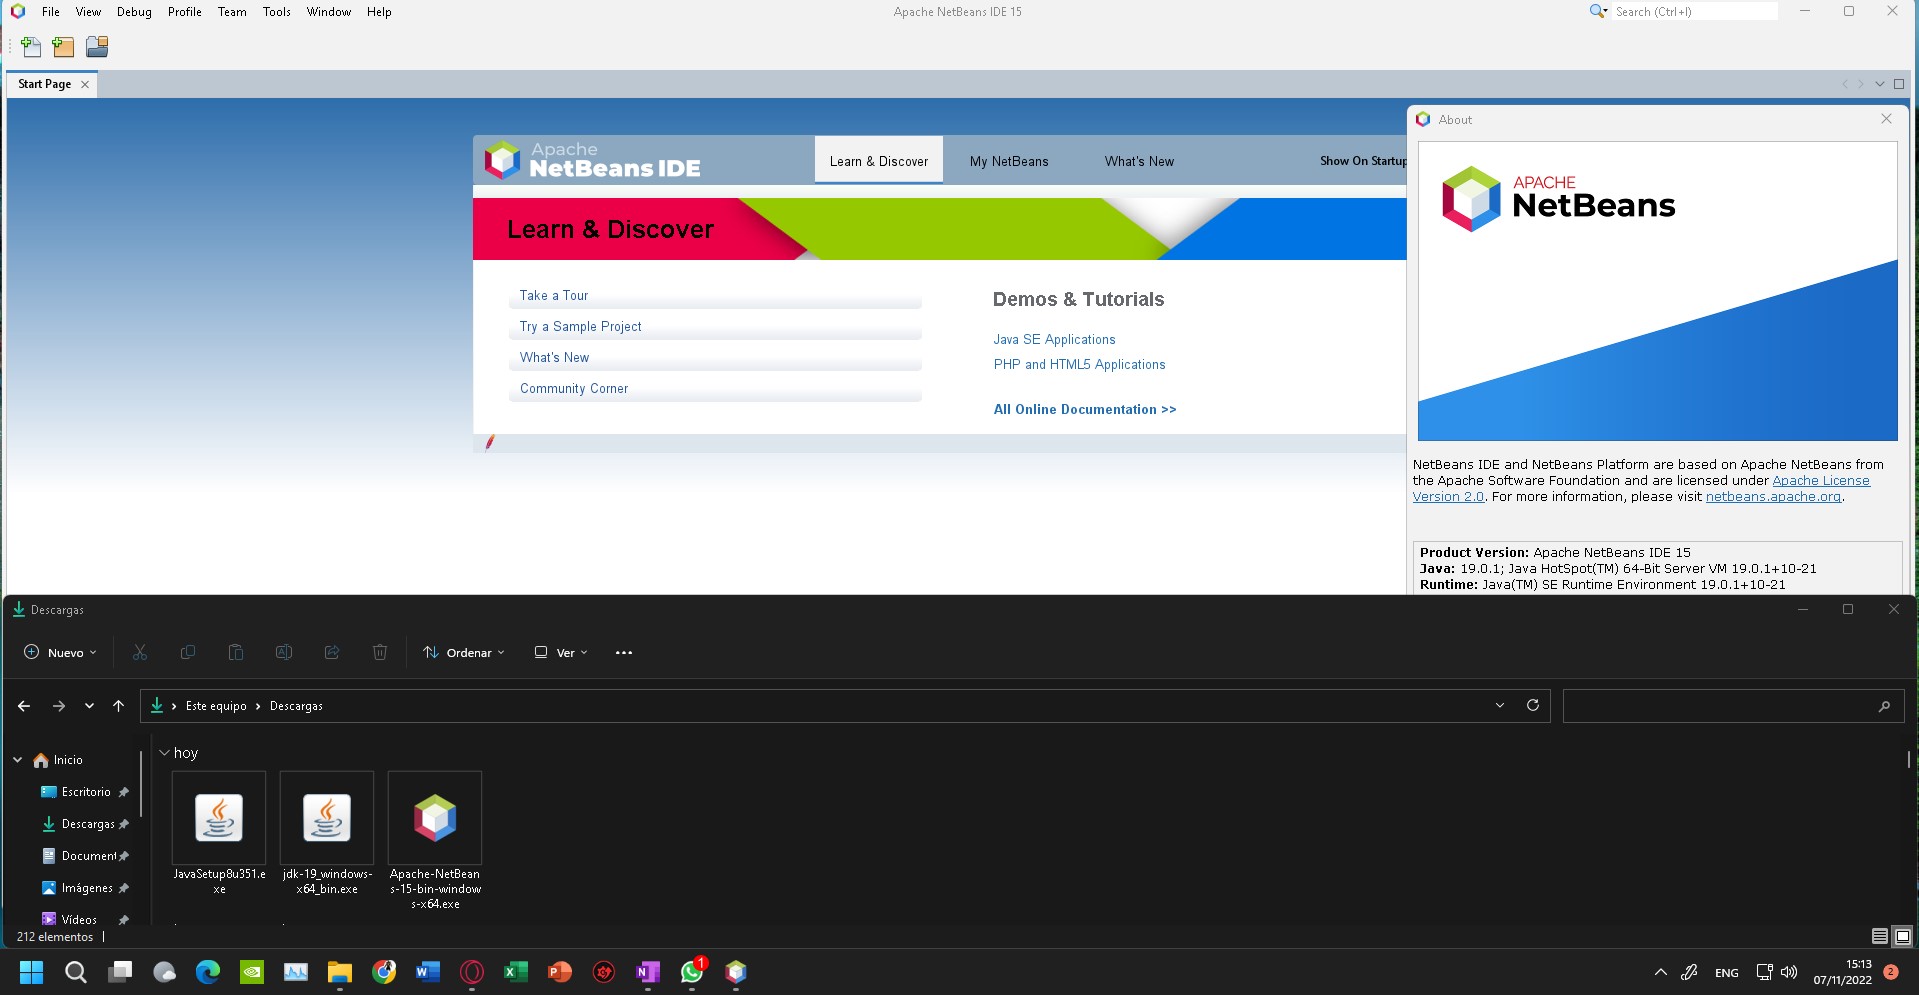 File View Debug Profile Team Tools Window Help
Apache NetBeans IDE 15
Search (Ctrl+I)
Start Page
Apache
NetBeans IDE
Learn & Discover
My NetBeans
What's New
Show On Startup
Learn & Discover
Take a Tour
Try a Sample Project
What's New
Community Corner
Demos & Tutorials
Java SE Applications
PHP and HTML5 Applications
All Online Documentation >>
About
APACHE
NetBeans
NetBeans IDE and NetBeans Platform are based on Apache NetBeans from
the Apache Software Foundation and are licensed under Apache License
Version 2.0. For more information, please visit netbeans.apache.org.
Product Version: Apache NetBeans IDE 15
Java: 19.0.1; Java HotSpot(TM) 64-Bit Server VM 19.0.1+10-21
Runtime: Java(TM) SE Runtime Environment 19.0.1+10-21
Descargas
Nuevo
Ordenar
Ver
Este equipo > Descargas
Inicio
Escritorio
Descargas
Document
Imágenes
Vídeos
hoy
JavaSetup8u351.e
xe
jdk-19_windows-
x64_bin.exe
Apache-NetBean
s-15-bin-window
s-x64.exe
212 elementos
1
ENG
15:13
07/11/2022
2